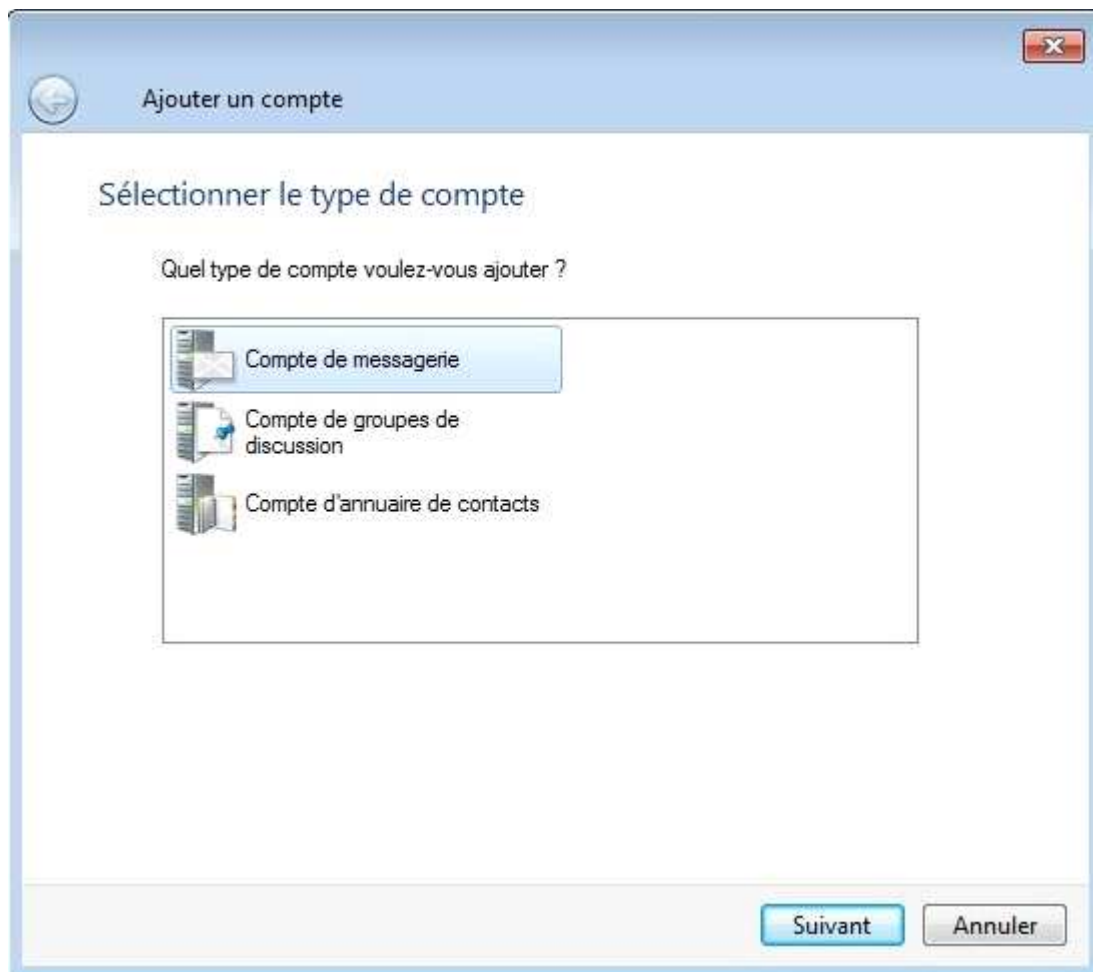 Ajouter un compte
Sélectionner le type de compte
Quel type de compte voulez-vous ajouter ?
Compte de messagerie
Compte de groupes de
discussion
Compte d'annuaire de contacts
Suivant
Annuler